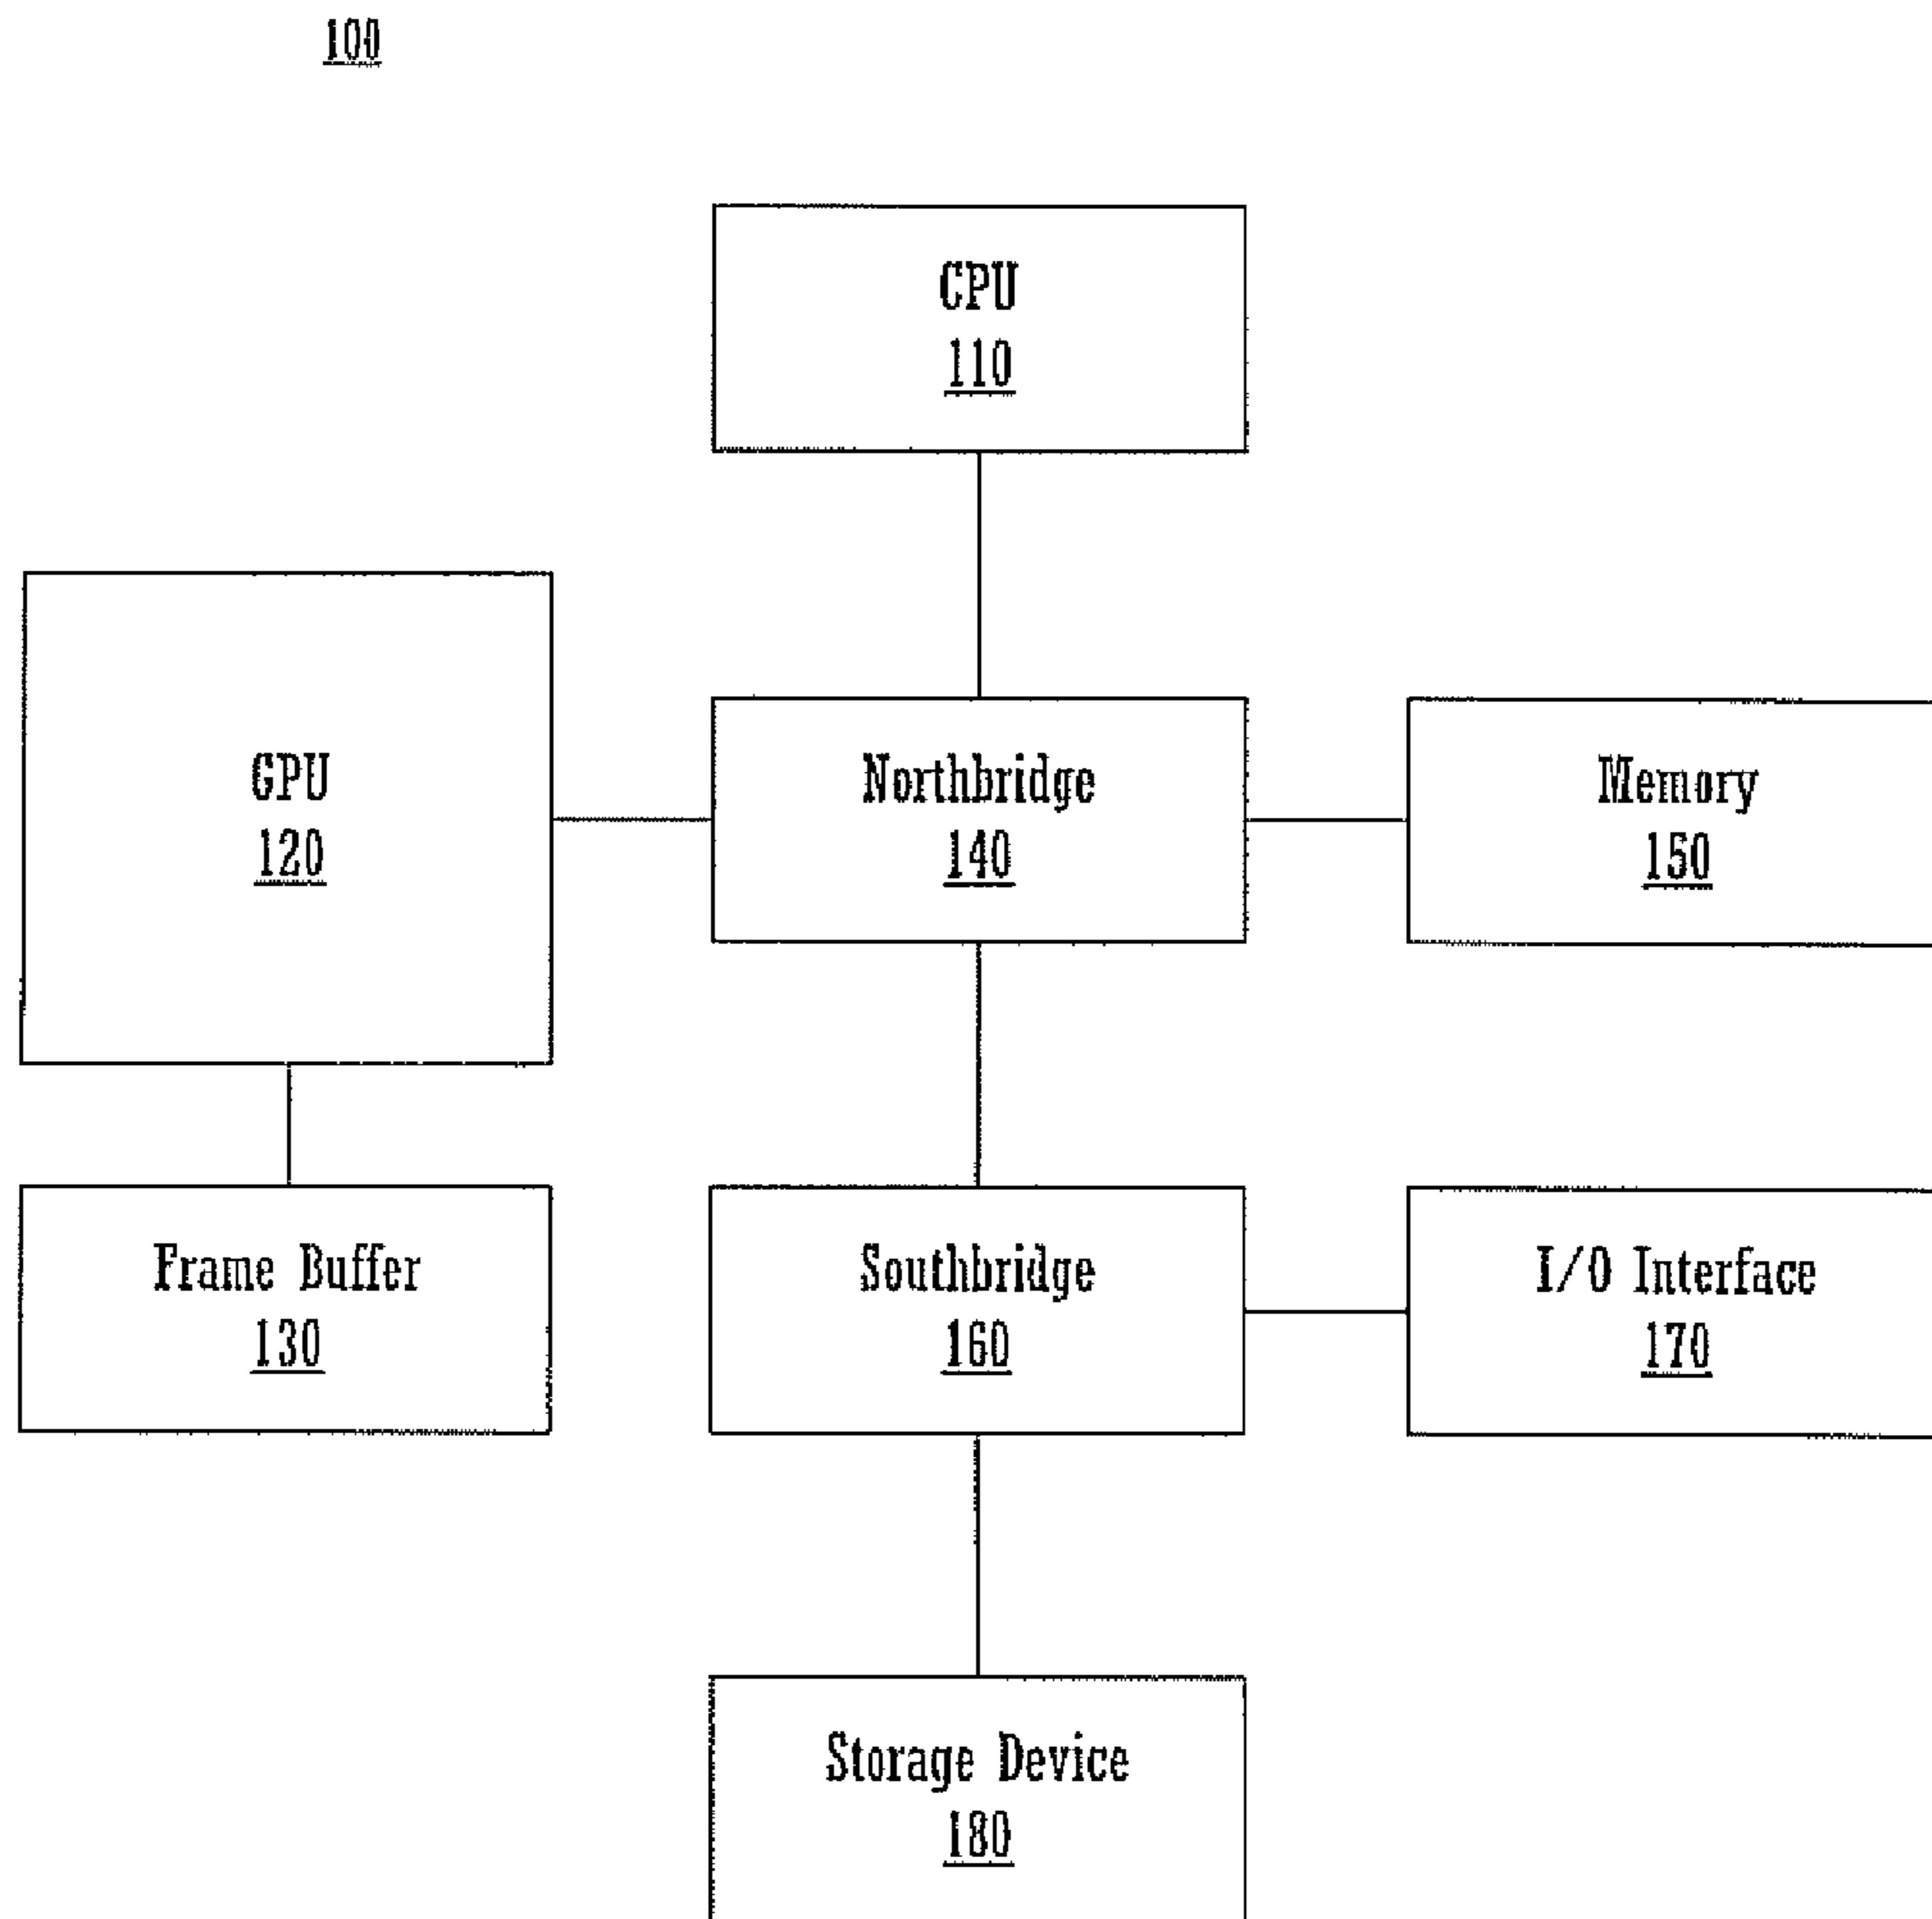 100
CPU
110
GPU
120
Northbridge
140
Memory
150
Frame Buffer
130
Southbridge
160
I/O Interface
170
Storage Device
180